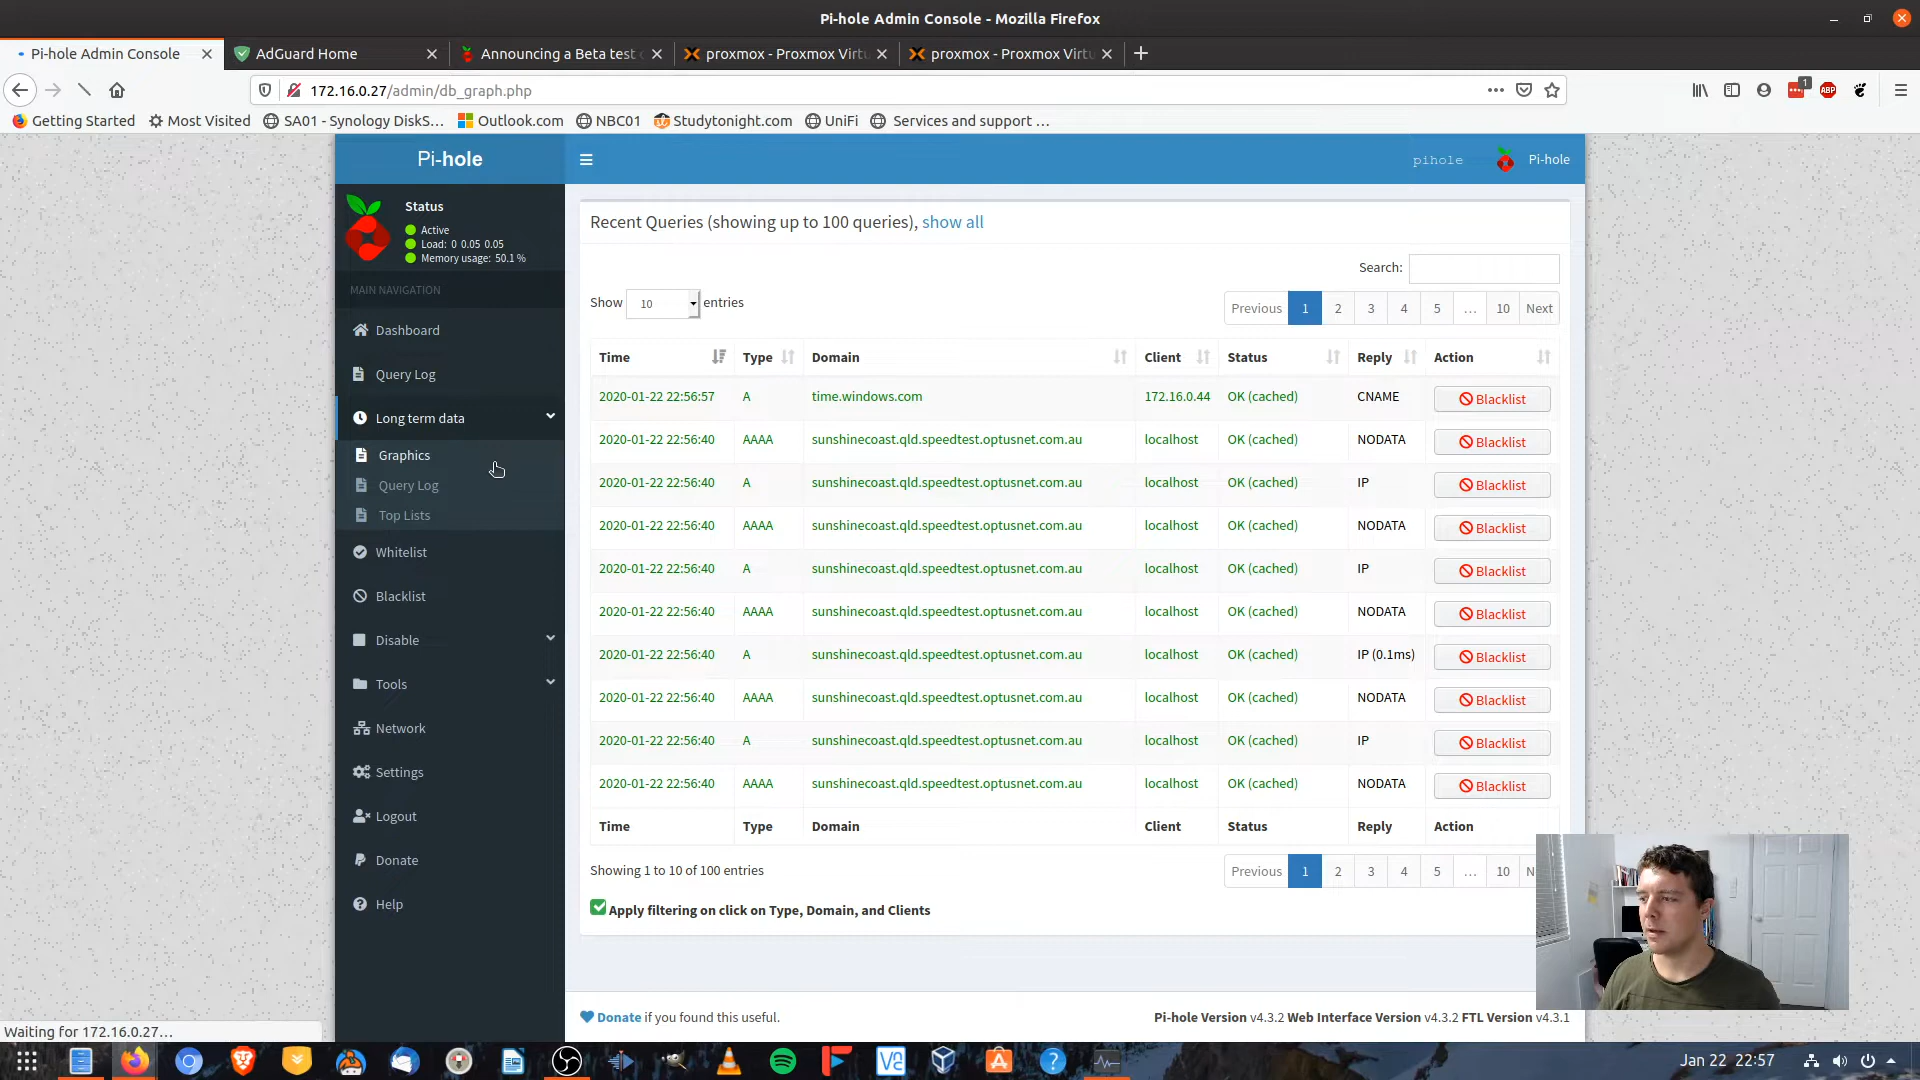 Pi-hole Admin Console - Mozilla Firefox
Pi-hole Admin Console
AdGuard Home
Announcing a Beta test
proxmox - Proxmox Virtu
proxmox - Proxmox Virtu
172.16.0.27/admin/db_graph.php
1
ABP
Getting Started
Most Visited
SA01 - Synology DiskS...
Outlook.com
NBC01
Studytonight.com
UniFi
Services and support ...
Pi-hole
pihole
Pi-hole
Status
Active
Load: 0 0.05 0.05
Memory usage: 50.1 %
MAIN NAVIGATION
Dashboard
Query Log
Long term data
Graphics
Query Log
Top Lists
Whitelist
Blacklist
Disable
Tools
Network
Settings
Logout
Donate
Help
Recent Queries (showing up to 100 queries), show all
Search:
Show 10 entries
Previous 1 2 3 4 5 ... 10 Next
Time Type Domain Client Status Reply Action
2020-01-22 22:56:57 A time.windows.com 172.16.0.44 OK (cached) CNAME Blacklist
2020-01-22 22:56:40 AAAA sunshinecoast.qld.speedtest.optusnet.com.au localhost OK (cached) NODATA Blacklist
2020-01-22 22:56:40 A sunshinecoast.qld.speedtest.optusnet.com.au localhost OK (cached) IP Blacklist
2020-01-22 22:56:40 AAAA sunshinecoast.qld.speedtest.optusnet.com.au localhost OK (cached) NODATA Blacklist
2020-01-22 22:56:40 A sunshinecoast.qld.speedtest.optusnet.com.au localhost OK (cached) IP Blacklist
2020-01-22 22:56:40 AAAA sunshinecoast.qld.speedtest.optusnet.com.au localhost OK (cached) NODATA Blacklist
2020-01-22 22:56:40 A sunshinecoast.qld.speedtest.optusnet.com.au localhost OK (cached) IP (0.1ms) Blacklist
2020-01-22 22:56:40 AAAA sunshinecoast.qld.speedtest.optusnet.com.au localhost OK (cached) NODATA Blacklist
2020-01-22 22:56:40 A sunshinecoast.qld.speedtest.optusnet.com.au localhost OK (cached) IP Blacklist
2020-01-22 22:56:40 AAAA sunshinecoast.qld.speedtest.optusnet.com.au localhost OK (cached) NODATA Blacklist
Time Type Domain Client Status Reply Action
Showing 1 to 10 of 100 entries
Previous 1 2 3 4 5 ... 10 N
Apply filtering on click on Type, Domain, and Clients
Donate if you found this useful.
Pi-hole Version v4.3.2 Web Interface Version v4.3.2 FTL Version v4.3.1
Waiting for 172.16.0.27...
Jan 22 22:57